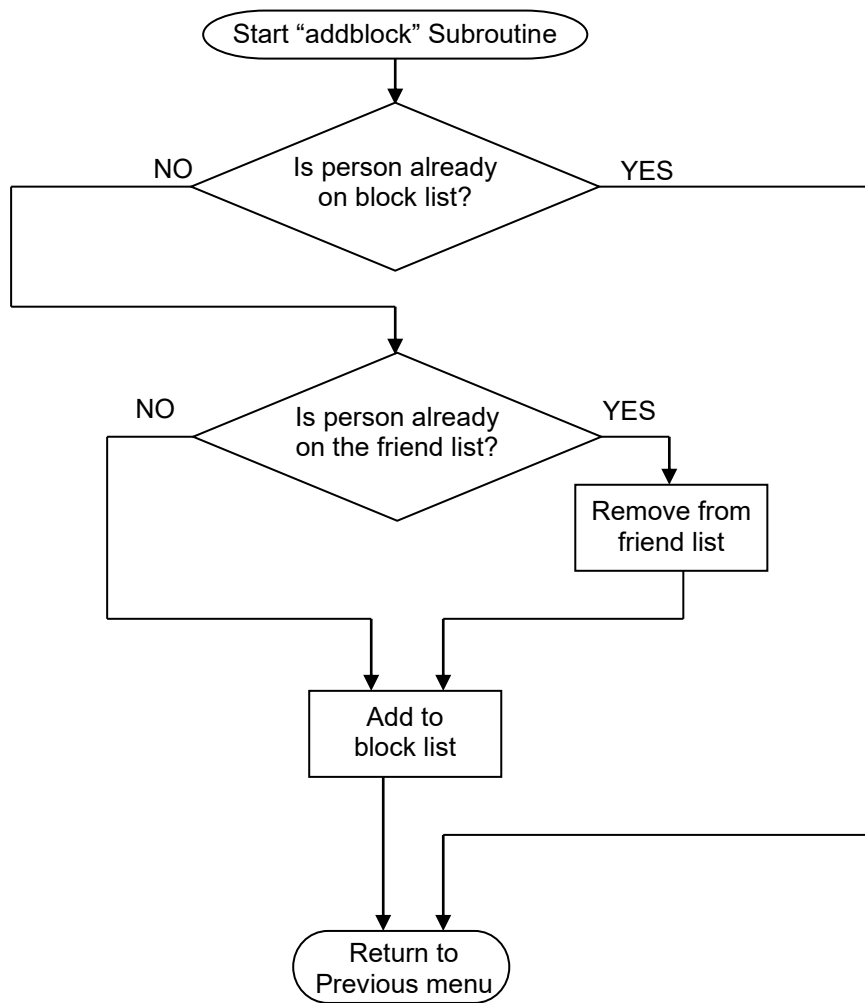 Start “addblock” Subroutine
NO
Is person already
on block list?
YES
NO
Is person already
on the friend list?
YES
Remove from
friend list
Add to
block list
Return to
Previous menu